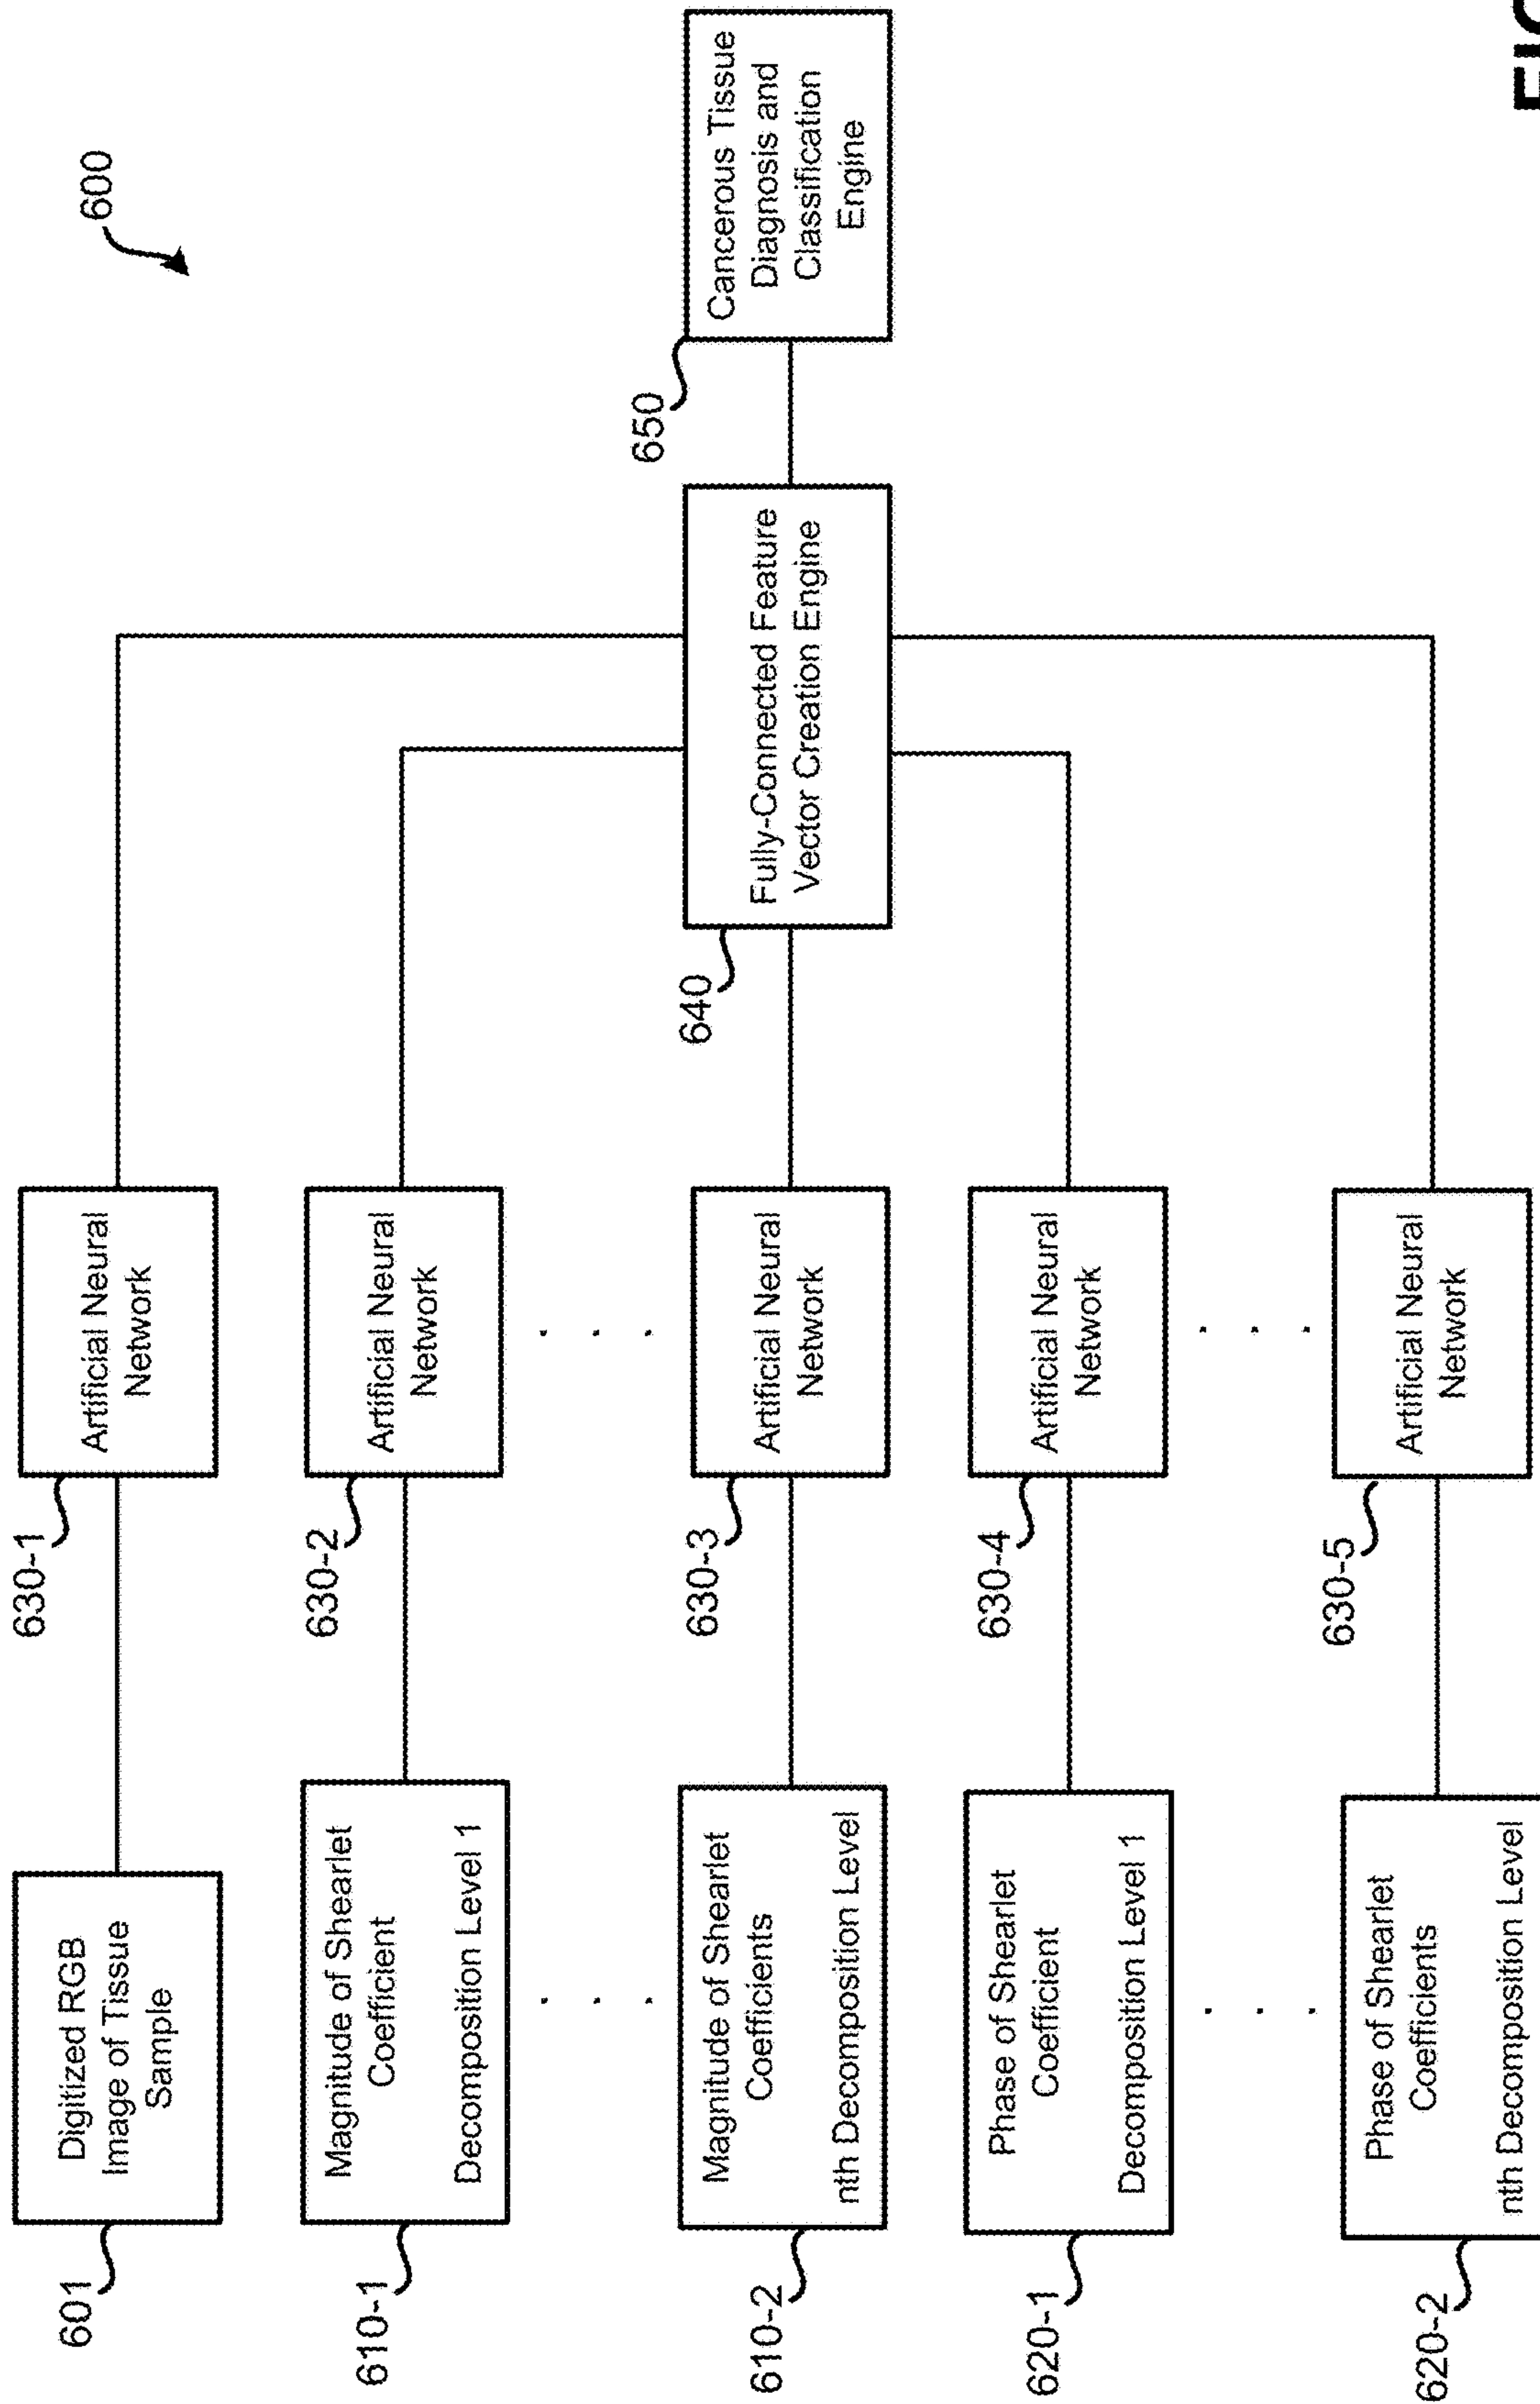 600
601
Digitized RGB
Image of Tissue
Sample
630-1
Artificial Neural
Network
610-1
Magnitude of Shearlet
Coefficient
Decomposition Level 1
630-2
Artificial Neural
Network
610-2
Magnitude of Shearlet
Coefficients
nth Decomposition Level
630-3
Artificial Neural
Network
640
Fully-Connected Feature
Vector Creation Engine
650
Cancerous Tissue
Diagnosis and
Classification
Engine
620-1
Phase of Shearlet
Coefficient
Decomposition Level 1
630-4
Artificial Neural
Network
620-2
Phase of Shearlet
Coefficients
nth Decomposition Level
630-5
Artificial Neural
Network